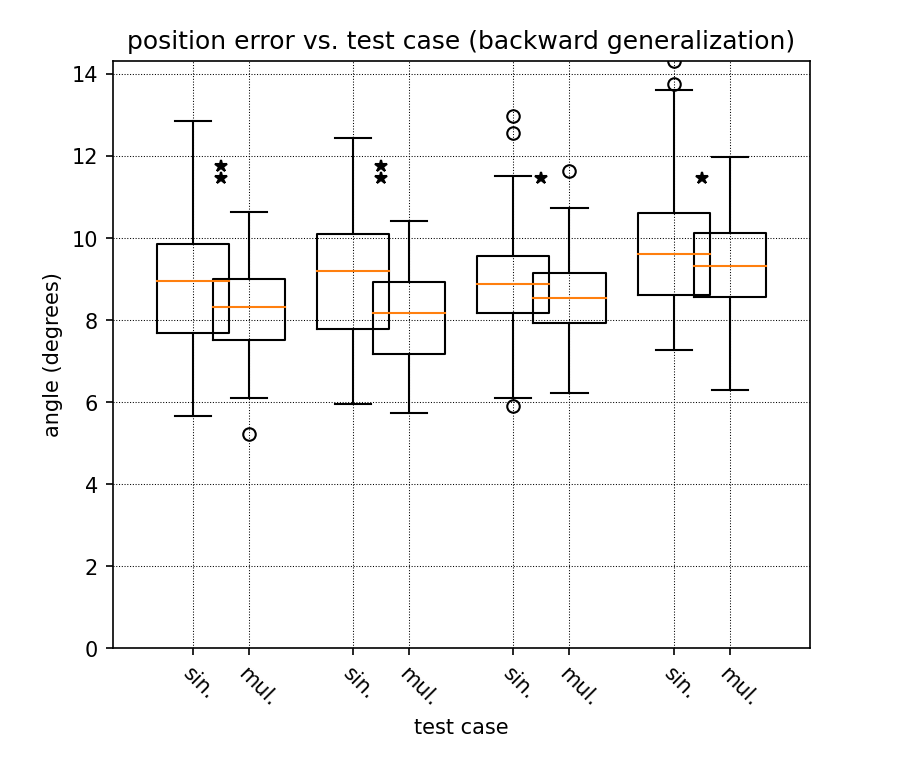 position error vs. test case (backward generalization)
14
12
10
8
6
4
2
0
angle (degrees)
sin. mul. sin. mul. sin. mul. sin. mul.
test case